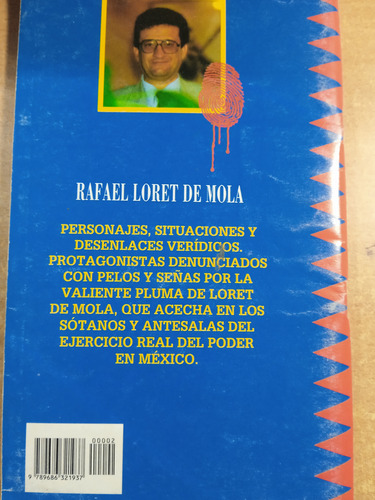 RAFAEL LORET DE MOLA
PERSONAJES, SITUACIONES Y
DESENLACES VERÍDICOS.
PROTAGONISTAS DENUNCIADOS
CON PELOS Y SEÑAS POR LA
VALIENTE PLUMA DE LORET
DE MOLA, QUE ACECHA EN LOS
SÓTANOS Y ANTESALAS DEL
EJERCICIO REAL DEL PODER
EN MÉXICO.
00002
9 789686 321937